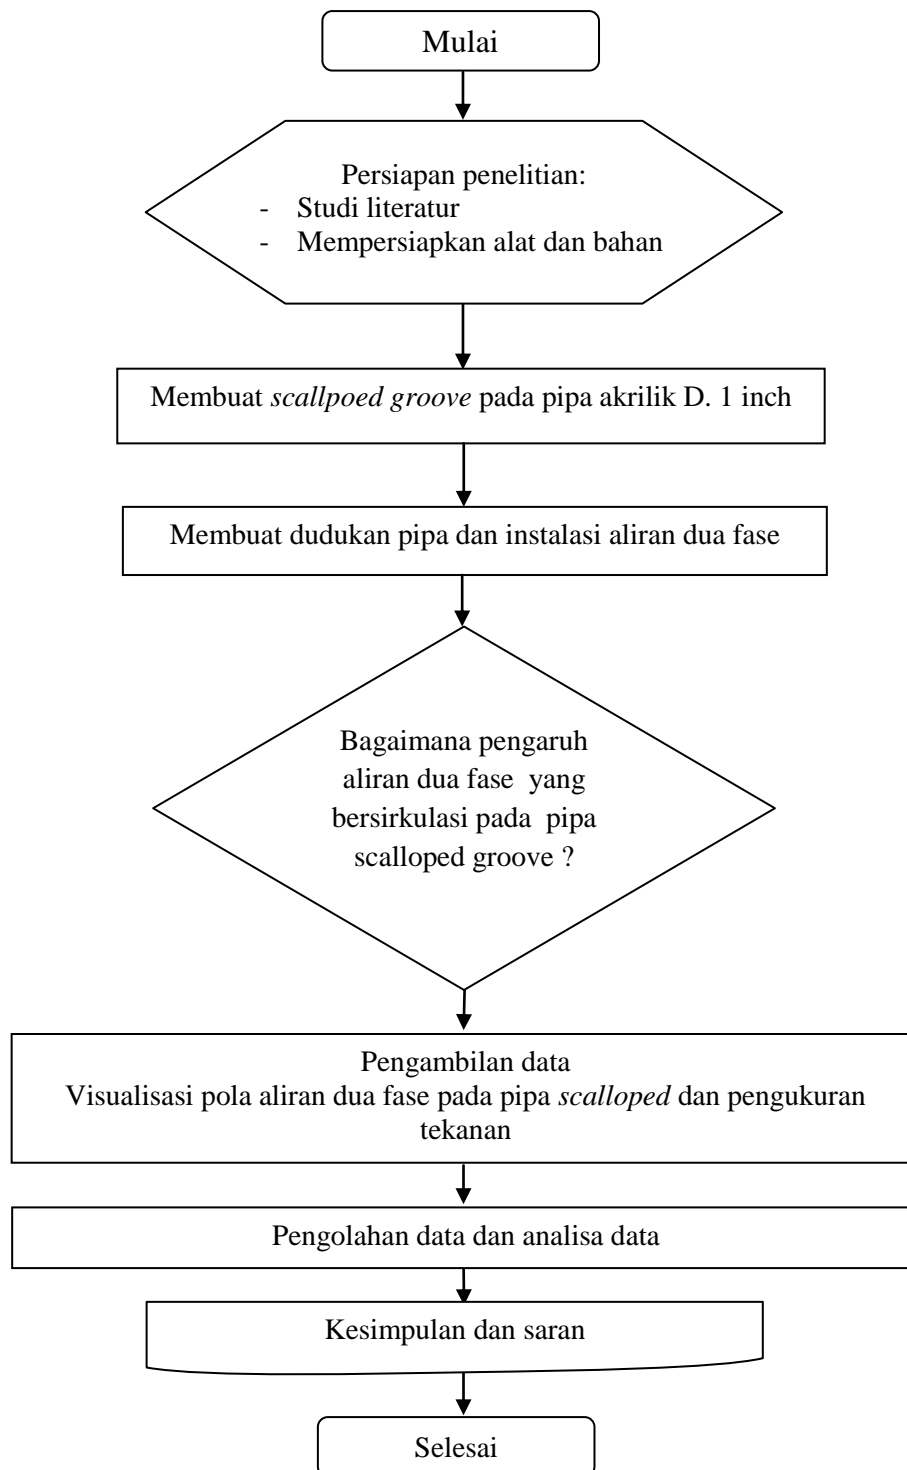 Mulai
Persiapan penelitian:
- Studi literatur
- Mempersiapkan alat dan bahan
Membuat scallpoed groove pada pipa akrilik D. 1 inch
Membuat dudukan pipa dan instalasi aliran dua fase
Bagaimana pengaruh
aliran dua fase yang
bersirkulasi pada pipa
scalloped groove ?
Pengambilan data
Visualisasi pola aliran dua fase pada pipa scalloped dan pengukuran
tekanan
Pengolahan data dan analisa data
Kesimpulan dan saran
Selesai